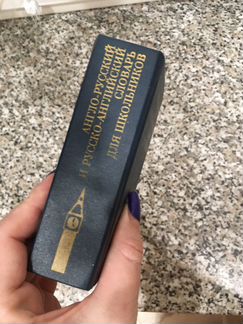 АНГЛО-РУССКИЙ
И РУССКО-АНГЛИЙСКИЙ
СЛОВАРЬ
ДЛЯ ШКОЛЬНИКОВ